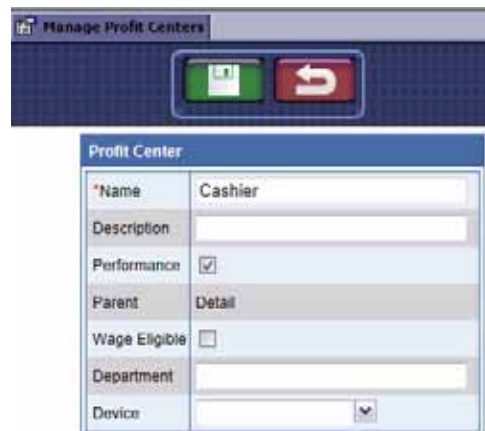 Manage Profit Centers
Profit Center
*Name Cashier
Description
Performance
Parent Detail
Wage Eligible
Department
Device